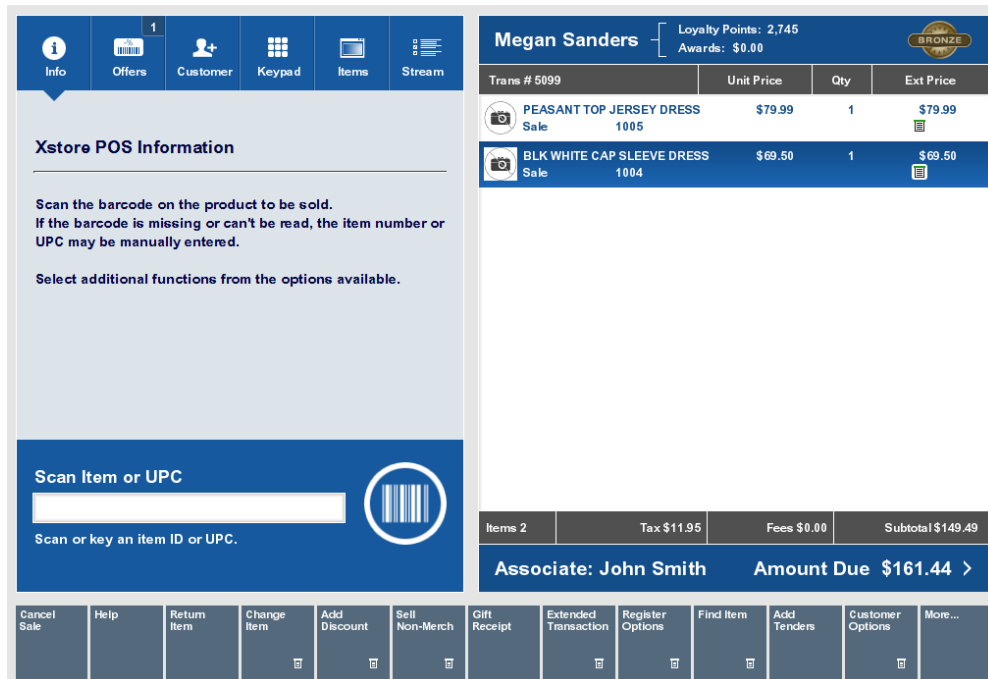 1
Info
Offers
Customer
Keypad
Items
Stream
Xstore POS Information
Scan the barcode on the product to be sold.
If the barcode is missing or can't be read, the item number or
UPC may be manually entered.
Select additional functions from the options available.
Scan Item or UPC
Scan or key an item ID or UPC.
Megan Sanders
Loyalty Points: 2,745
Awards: $0.00
BRONZE
Trans # 5099 Unit Price Qty Ext Price
PEASANT TOP JERSEY DRESS $79.99 1 $79.99
Sale 1005
BLK WHITE CAP SLEEVE DRESS $69.50 1 $69.50
Sale 1004
Items 2 Tax $11.95 Fees $0.00 Subtotal $149.49
Associate: John Smith Amount Due $161.44 >
Cancel
Sale
Help
Return
Item
Change
Item
Add
Discount
Sell
Non-Merch
Gift
Receipt
Extended
Transaction
Register
Options
Find Item
Add
Tenders
Customer
Options
More...